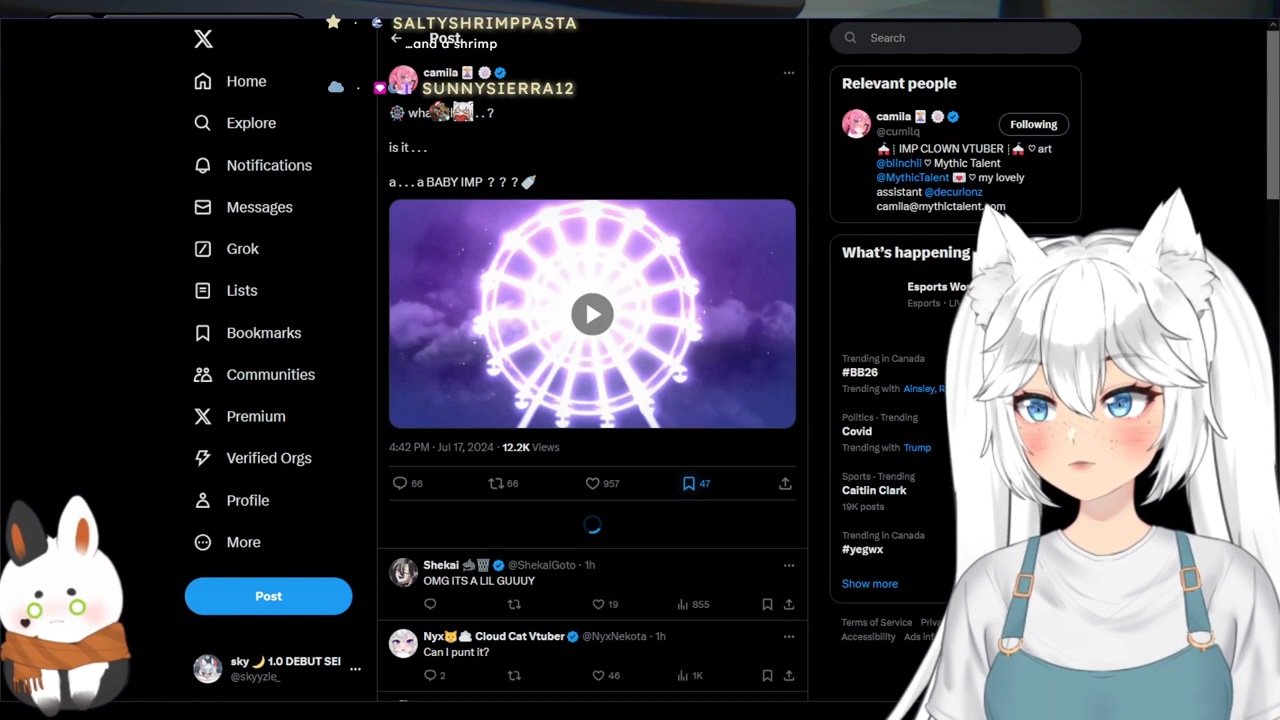 SALTYSHRIMPPASTA
...and a shrimp
Post
Search
camila
SUNNYSIERRA12
Home
Explore
Notifications
Messages
Grok
Lists
Bookmarks
Communities
Premium
Verified Orgs
Profile
More
Post
sky 🌙 1.0 DEBUT SE
@skyyzie_
. . ?
is it . . .
a . . . a BABY IMP ? ? ? 🍼
4:42 PM · Jul 17, 2024 · 12.2K Views
66
66
957
47
Shekai @ShekaiGoto · 1h
OMG ITS A LIL GUUUY
19
855
Nyx🐱☁️ Cloud Cat Vtuber @NyxNekota · 1h
Can I punt it?
2
46
1K
Relevant people
camila
@cumilq
Following
IMP CLOWN VTUBER ♡ art
@blinchii ♡ Mythic Talent
@MythicTalent 💌 ♡ my lovely
assistant @decurionz
camila@mythictalent.com
What's happening
Esports
Esports ·
Trending in Canada
#BB26
Trending with Ainsley,
Politics · Trending
Covid
Trending with Trump
Sports · Trending
Caitlin Clark
19K posts
Trending in Canada
#yegwx
Show more
Terms of Service
Accessibility